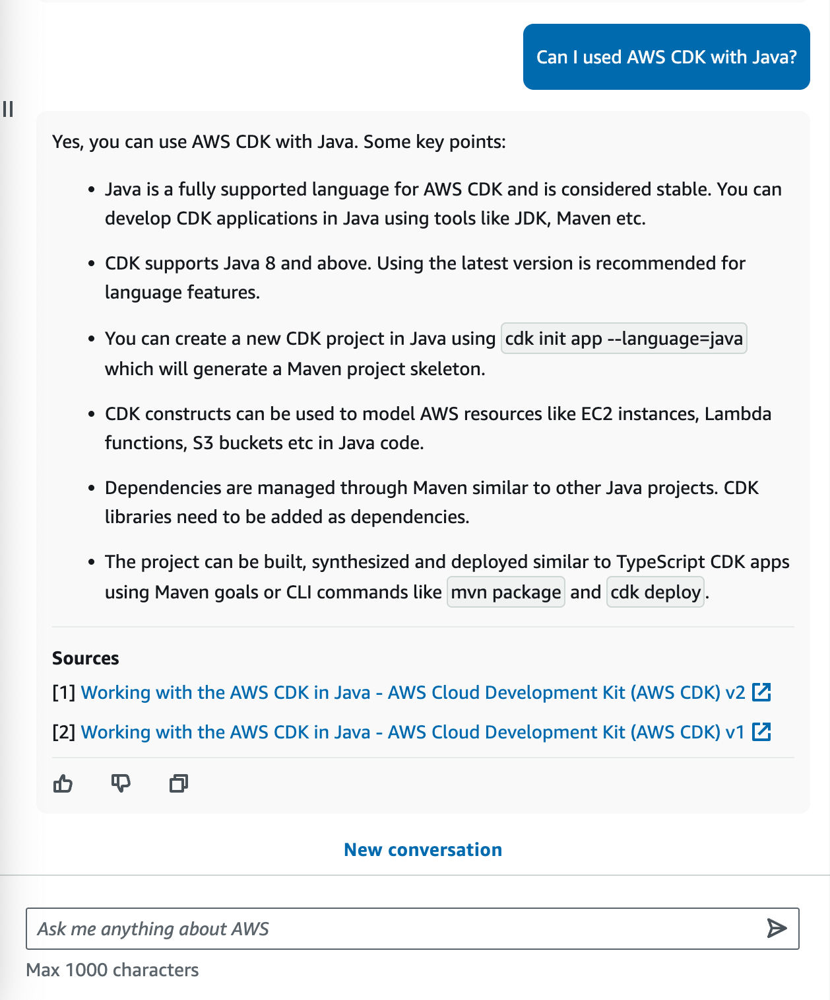 Can I used AWS CDK with Java?
Yes, you can use AWS CDK with Java. Some key points:
• Java is a fully supported language for AWS CDK and is considered stable. You can
develop CDK applications in Java using tools like JDK, Maven etc.
• CDK supports Java 8 and above. Using the latest version is recommended for
language features.
• You can create a new CDK project in Java using cdk init app --language=java
which will generate a Maven project skeleton.
• CDK constructs can be used to model AWS resources like EC2 instances, Lambda
functions, S3 buckets etc in Java code.
• Dependencies are managed through Maven similar to other Java projects. CDK
libraries need to be added as dependencies.
• The project can be built, synthesized and deployed similar to TypeScript CDK apps
using Maven goals or CLI commands like mvn package and cdk deploy.
Sources
[1] Working with the AWS CDK in Java - AWS Cloud Development Kit (AWS CDK) v2
[2] Working with the AWS CDK in Java - AWS Cloud Development Kit (AWS CDK) v1
New conversation
Ask me anything about AWS
Max 1000 characters